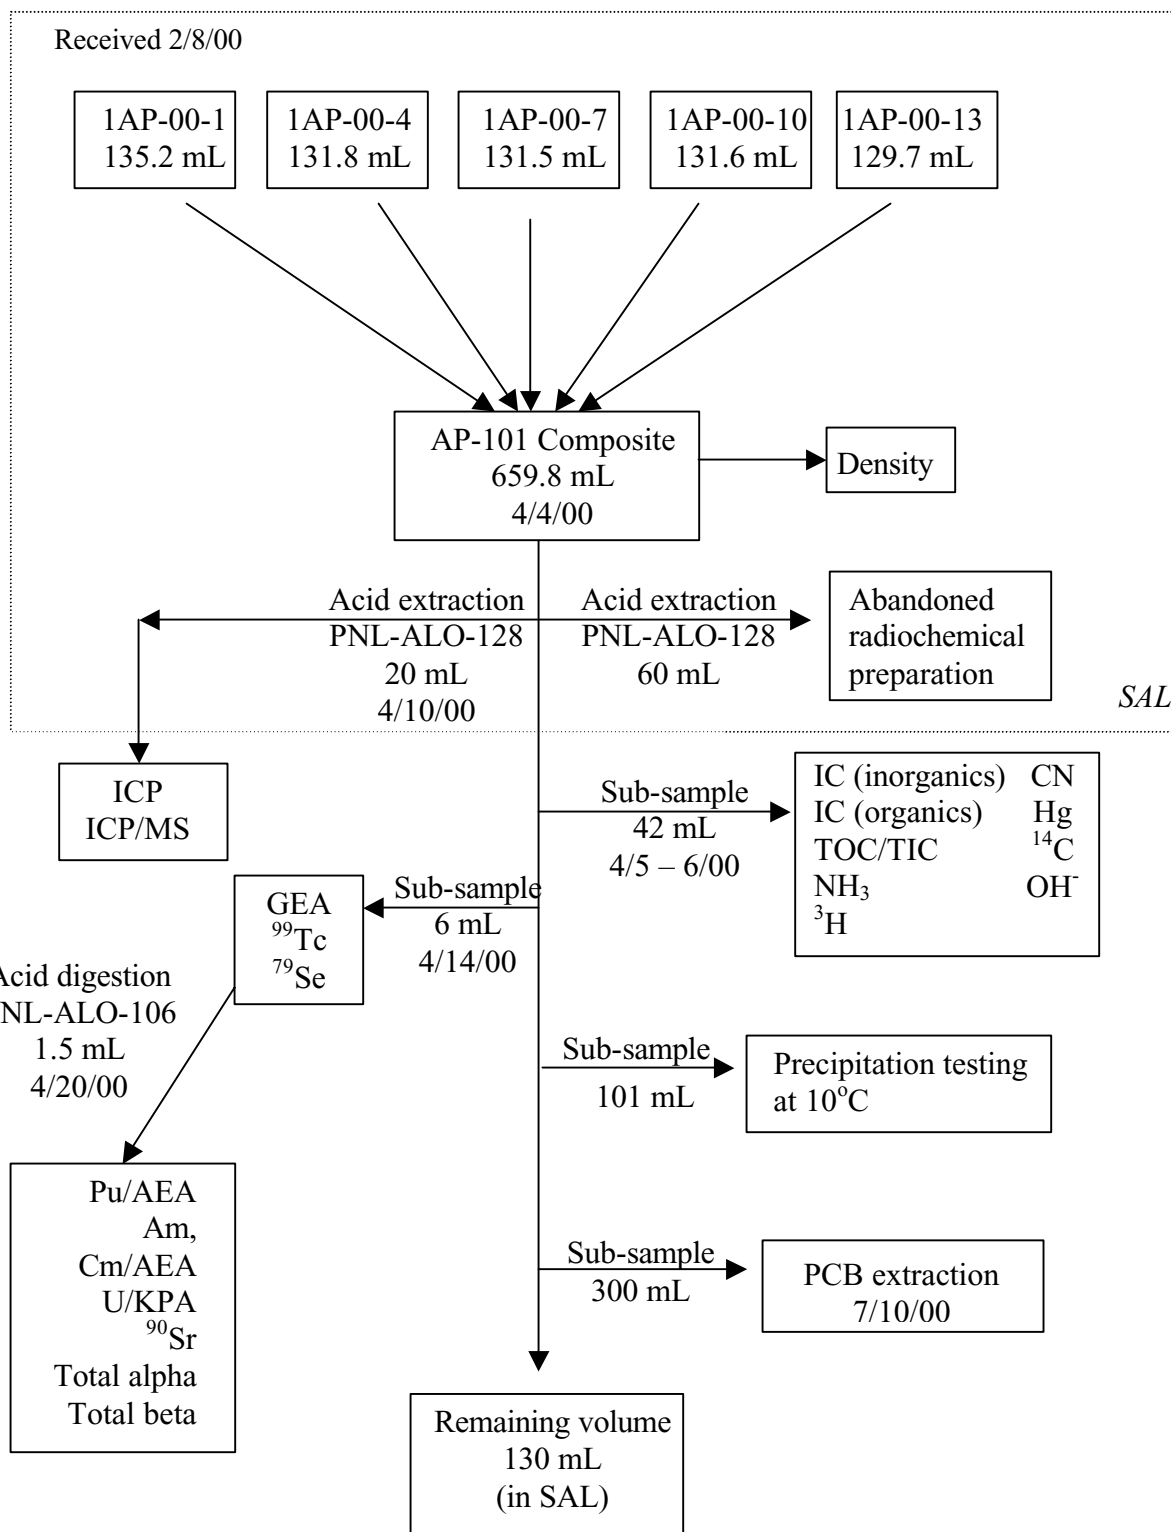 Received 2/8/00
1AP-00-1
135.2 mL
1AP-00-4
131.8 mL
1AP-00-7
131.5 mL
1AP-00-10
131.6 mL
1AP-00-13
129.7 mL
AP-101 Composite
659.8 mL
4/4/00
Density
Acid extraction
PNL-ALO-128
20 mL
4/10/00
Acid extraction
PNL-ALO-128
60 mL
Abandoned
radiochemical
preparation
SAL
ICP
ICP/MS
Sub-sample
42 mL
4/5 – 6/00
IC (inorganics) CN
IC (organics) Hg
TOC/TIC ¹⁴C
NH₃ OH⁻
³H
Sub-sample
6 mL
4/14/00
GEA
⁹⁹Tc
⁷⁹Se
Acid digestion
NL-ALO-106
1.5 mL
4/20/00
Sub-sample
101 mL
Precipitation testing
at 10°C
Pu/AEA
Am,
Cm/AEA
U/KPA
⁹⁰Sr
Total alpha
Total beta
Sub-sample
300 mL
PCB extraction
7/10/00
Remaining volume
130 mL
(in SAL)